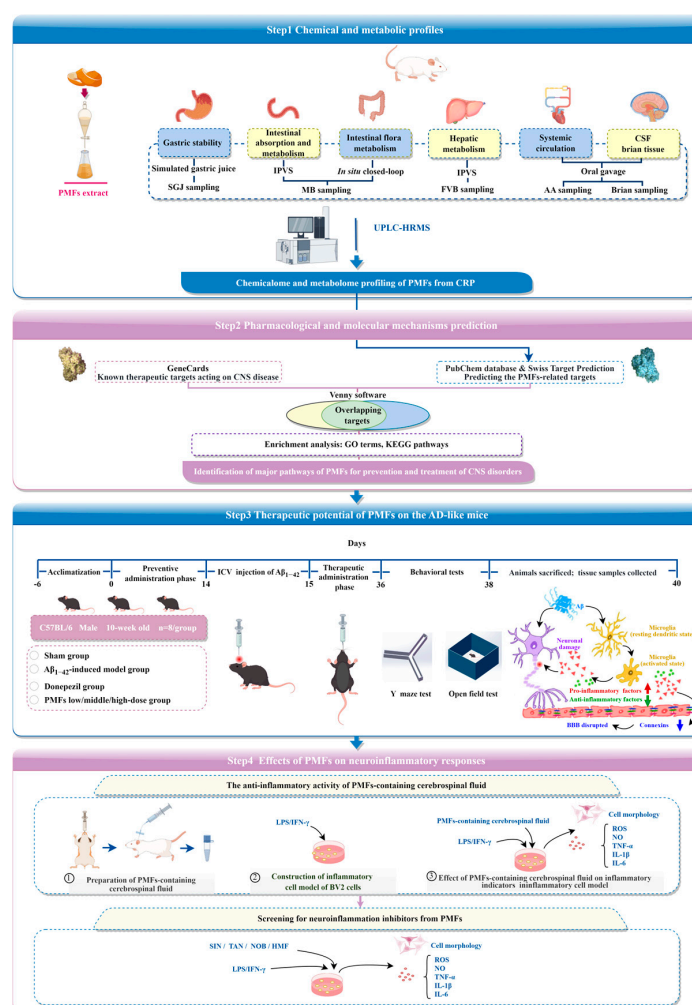 Step1 Chemical and metabolic profiles
Gastric stability
Intestinal
absorption and
metabolism
Intestinal flora
metabolism
Hepatic
metabolism
Systemic
circulation
CSF
brian tissue
Simulated gastric juice
IPVS
In situ closed-loop
IPVS
Oral gavage
SGJ sampling
MB sampling
FVB sampling
AA sampling
Brian sampling
PMFs extract
UPLC-HRMS
Chemicalome and metabolome profiling of PMFs from CRP
Step2 Pharmacological and molecular mechanisms prediction
GeneCards
Known therapeutic targets acting on CNS disease
PubChem database & Swiss Target Prediction
Predicting the PMFs-related targets
Venny software
Overlapping
targets
Enrichment analysis: GO terms, KEGG pathways
Identification of major pathways of PMFs for prevention and treatment of CNS disorders
Step3 Therapeutic potential of PMFs on the AD-like mice
Days
Acclimatization
Preventive
administration phase
ICV injection of Aβ1–42
Therapeutic
administration
phase
Behavioral tests
Animals sacrificed; tissue samples collected
-6 0 14 15 36 38 40
C57BL/6 Male 10-week old n=8/group
Sham group
Aβ1–42-induced model group
Donepezil group
PMFs low/middle/high-dose group
Y maze test
Open field test
Aβ
Neuronal
damage
Microglia
(resting dendritic state)
Microglia
(activated state)
Pro-inflammatory factors
Anti-inflammatory factors
BBB disrupted
Connexins
Step4 Effects of PMFs on neuroinflammatory responses
The anti-inflammatory activity of PMFs-containing cerebrospinal fluid
① Preparation of PMFs-containing
cerebrospinal fluid
LPS/IFN-γ
② Construction of inflammatory
cell model of BV2 cells
PMFs-containing cerebrospinal fluid
LPS/IFN-γ
Cell morphology
ROS
NO
TNF-α
IL-1β
IL-6
③ Effect of PMFs-containing cerebrospinal fluid on inflammatory
indicators ininflammatory cell model
Screening for neuroinflammation inhibitors from PMFs
SIN / TAN / NOB / HMF
LPS/IFN-γ
Cell morphology
ROS
NO
TNF-α
IL-1β
IL-6